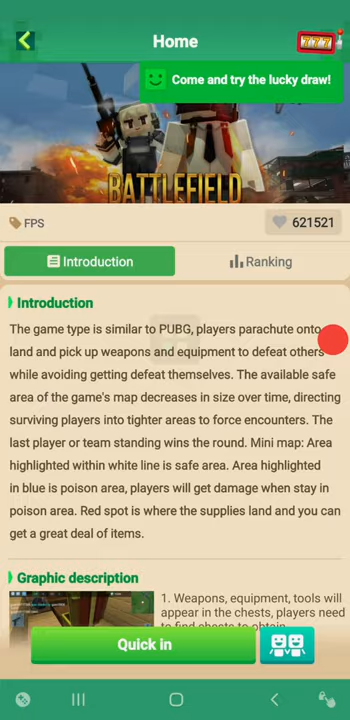 Home
777
Come and try the lucky draw!
BATTLEFIELD
FPS
621521
Introduction
Ranking
Introduction
The game type is similar to PUBG, players parachute onto
land and pick up weapons and equipment to defeat others
while avoiding getting defeat themselves. The available safe
area of the game's map decreases in size over time, directing
surviving players into tighter areas to force encounters. The
last player or team standing wins the round. Mini map: Area
highlighted within white line is safe area. Area highlighted
in blue is poison area, players will get damage when stay in
poison area. Red spot is where the supplies land and you can
get a great deal of items.
Graphic description
1. Weapons, equipment, tools will
appear in the chests, players need
to find chests to obtain
Quick in